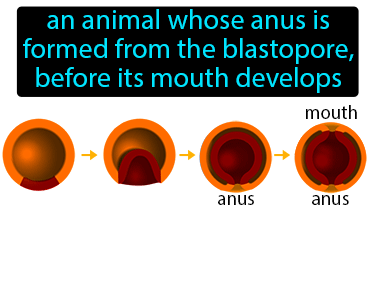 an animal whose anus is
formed from the blastopore,
before its mouth develops
mouth
anus
anus